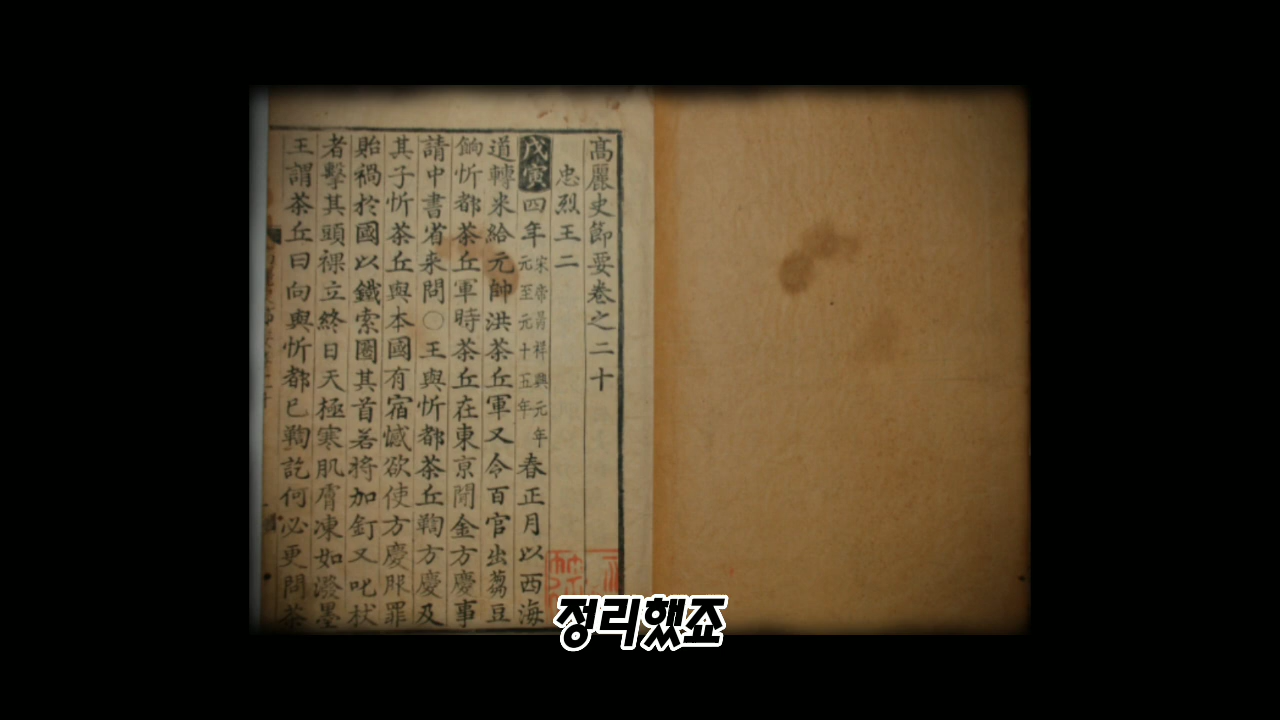 高麗史節要卷之二十
忠烈王二
戊寅四年宋帝昺祥興元年元至元十五年春正月以西海
道轉米給元帥洪茶丘軍又令百官出蒭豆
餉忻都茶丘軍時茶丘在東京聞金方慶事
請中書省来問〇王與忻都茶丘鞫方慶及
其子忻茶丘與本國有宿憾欲使方慶服罪
貽禍於國以鐵索圈其首若將加釘又叱杖
者擊其頭裸立終日天極寒肌膚凍如潑墨
王謂茶丘曰向與忻都已鞫訖何必更問茶
정리했죠